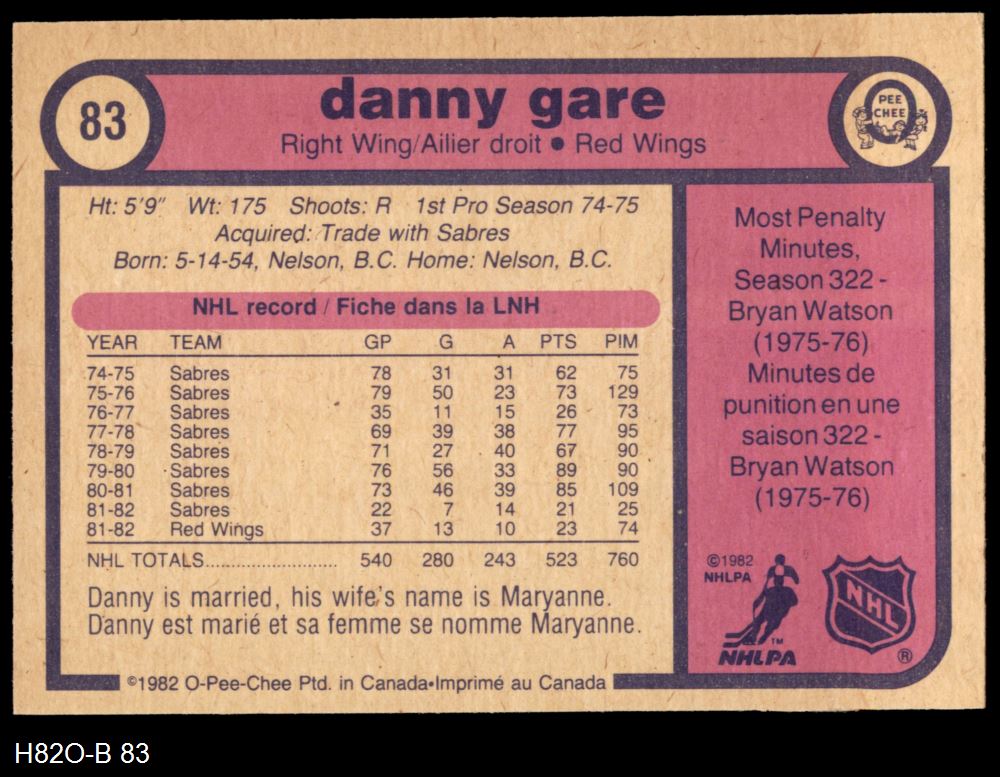 83
danny gare
Right Wing/Ailier droit • Red Wings
PEE
CHEE
Ht: 5'9" Wt: 175 Shoots: R 1st Pro Season 74-75
Acquired: Trade with Sabres
Born: 5-14-54, Nelson, B.C. Home: Nelson, B.C.
NHL record / Fiche dans la LNH
YEAR TEAM GP G A PTS PIM
74-75 Sabres 78 31 31 62 75
75-76 Sabres 79 50 23 73 129
76-77 Sabres 35 11 15 26 73
77-78 Sabres 69 39 38 77 95
78-79 Sabres 71 27 40 67 90
79-80 Sabres 76 56 33 89 90
80-81 Sabres 73 46 39 85 109
81-82 Sabres 22 7 14 21 25
81-82 Red Wings 37 13 10 23 74
NHL TOTALS........................... 540 280 243 523 760
Danny is married, his wife's name is Maryanne.
Danny est marié et sa femme se nomme Maryanne.
©1982 O-Pee-Chee Ptd. in Canada•Imprimé au Canada
Most Penalty
Minutes,
Season 322 -
Bryan Watson
(1975-76)
Minutes de
punition en une
saison 322 -
Bryan Watson
(1975-76)
©1982
NHLPA
TM
NHLPA
NHL
®
H82O-B 83